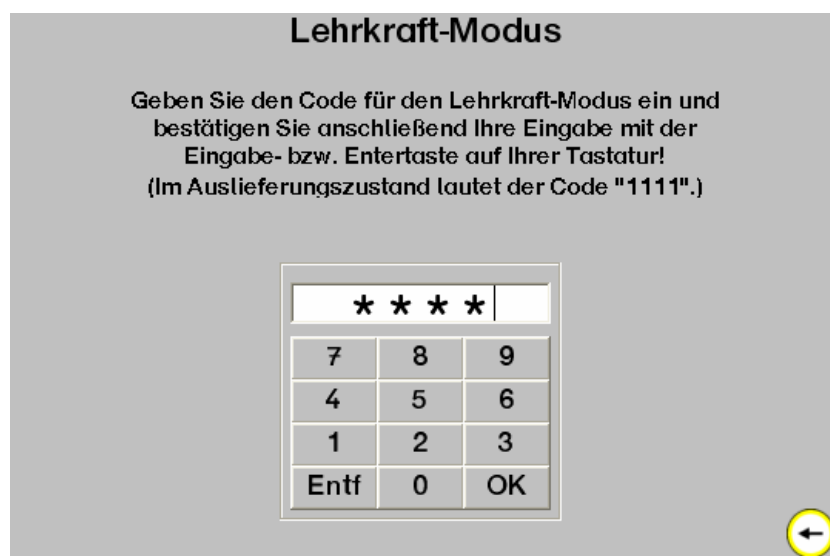 Lehrkraft-Modus
Geben Sie den Code für den Lehrkraft-Modus ein und
bestätigen Sie anschließend Ihre Eingabe mit der
Eingabe- bzw. Entertaste auf Ihrer Tastatur!
(Im Auslieferungszustand lautet der Code "1111".)
* * * *
7 8 9
4 5 6
1 2 3
Entf 0 OK